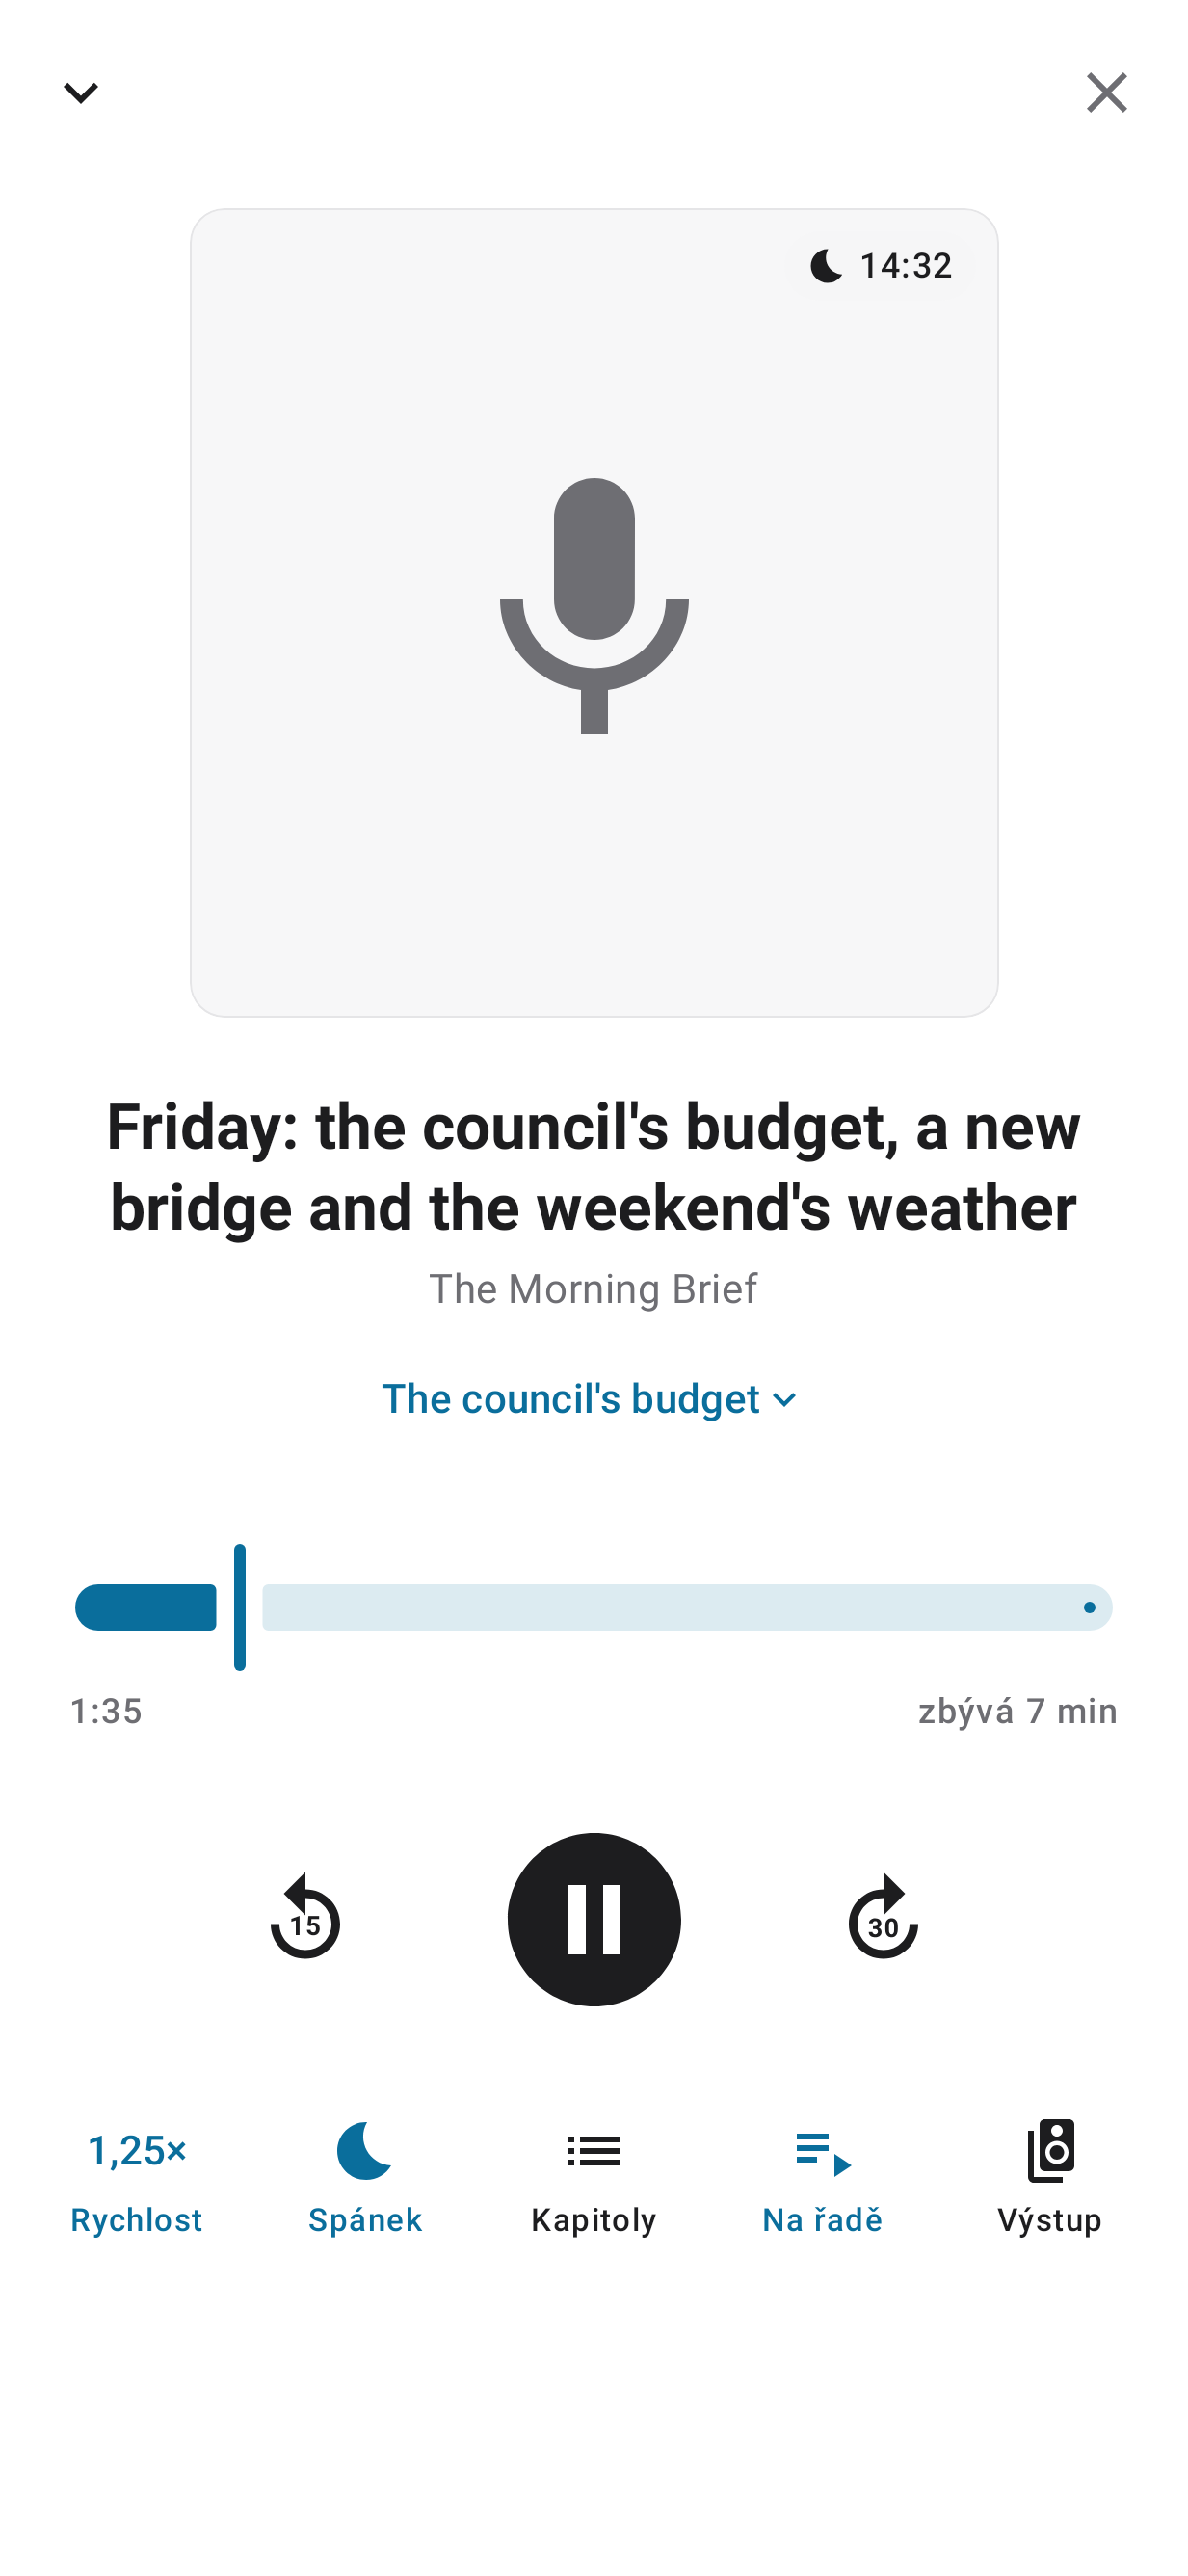 14:32
Friday: the council's budget, a new
bridge and the weekend's weather
The Morning Brief
The council's budget
1:35
zbývá 7 min
15
30
1,25×
Rychlost
Spánek
Kapitoly
Na řadě
Výstup